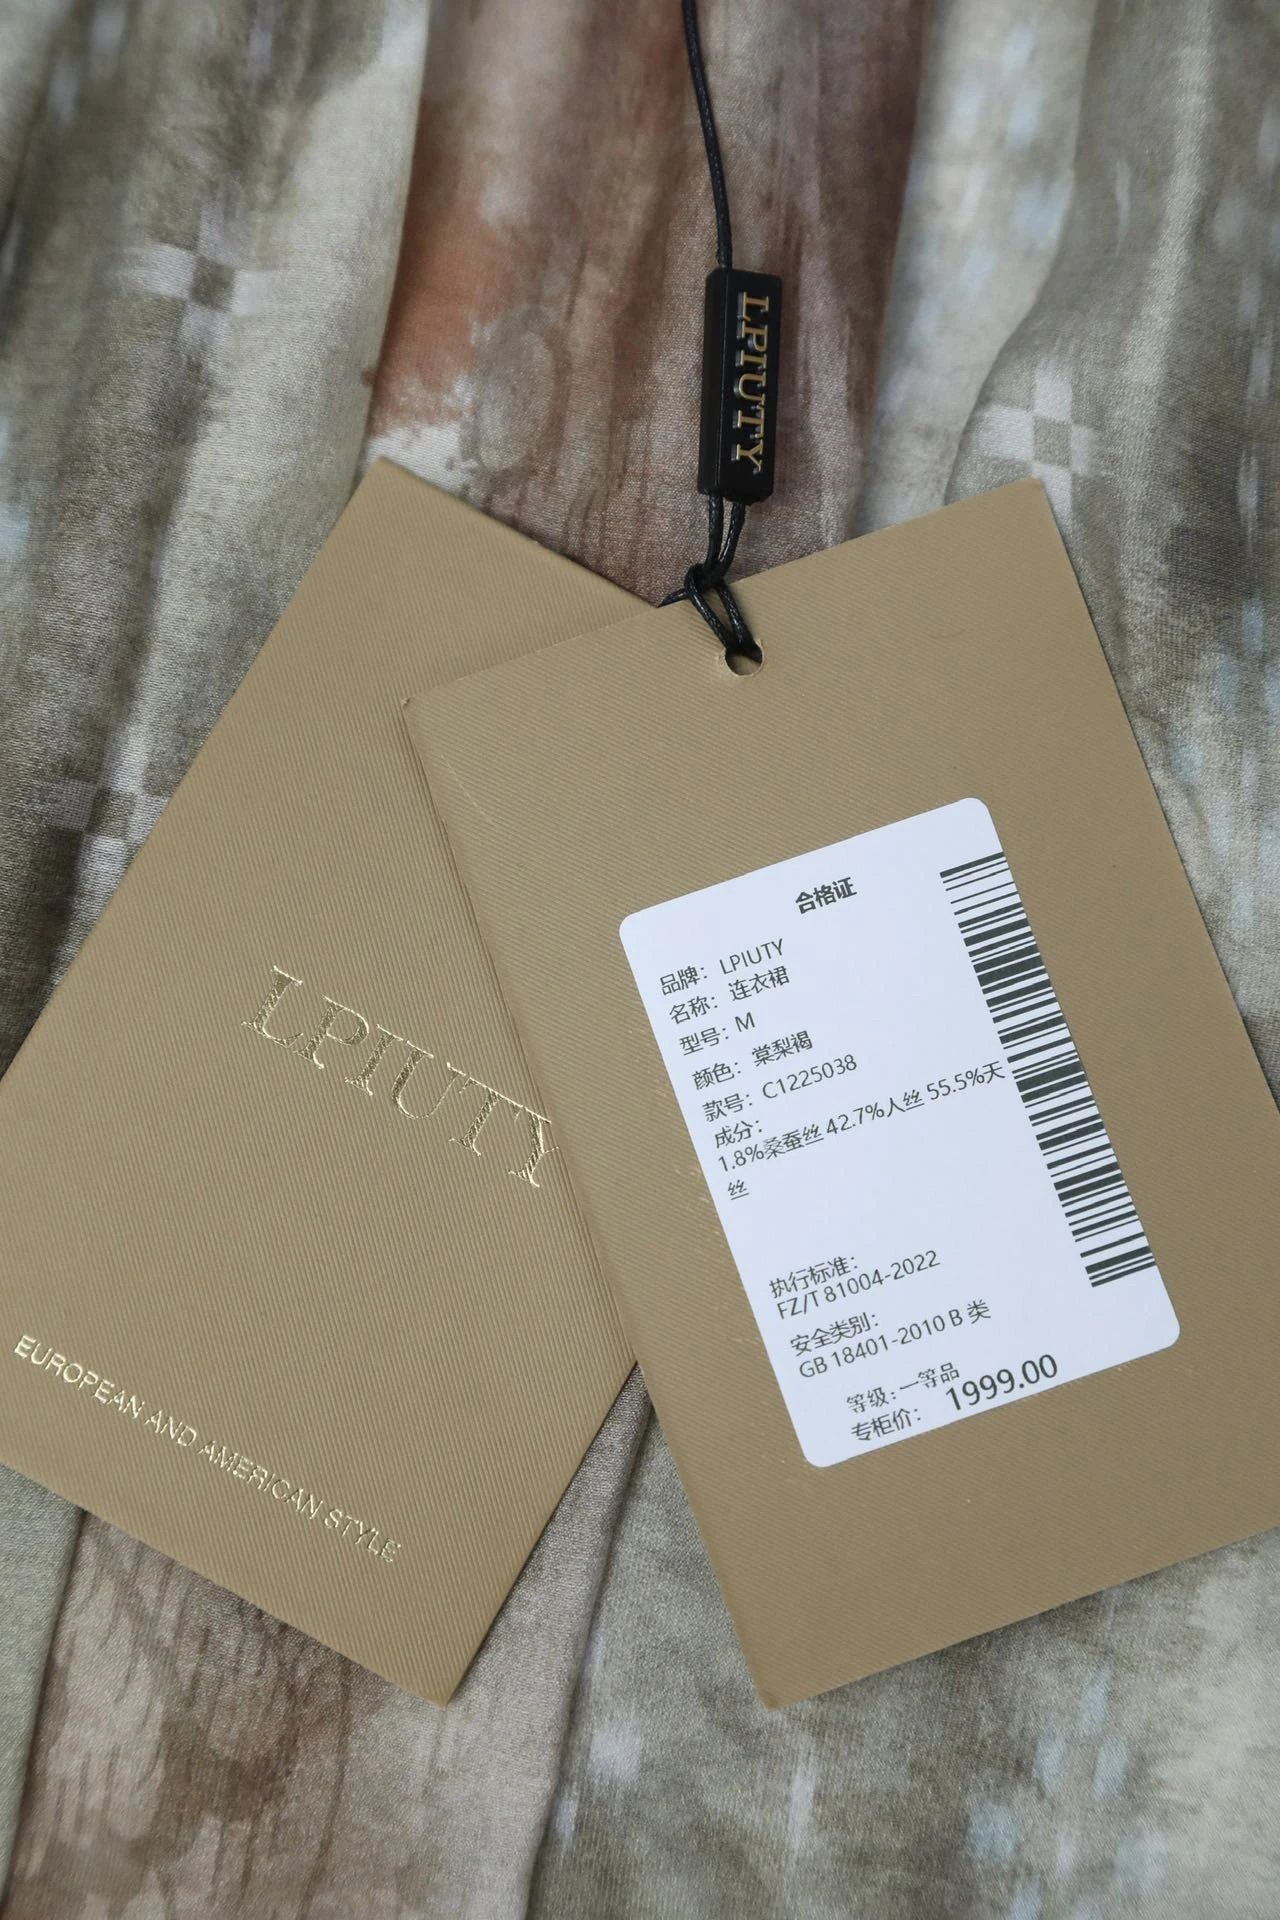 LPIUTY
LPIUTY
EUROPEAN AND AMERICAN STYLE
合格证
品牌: LPIUTY
名称: 连衣裙
型号: M
颜色: 棠梨褐
款号: C1225038
成分:
1.8%桑蚕丝 42.7%人丝 55.5%天
丝
执行标准:
FZ/T 81004-2022
安全类别:
GB 18401-2010 B 类
等级: 一等品
专柜价: 1999.00